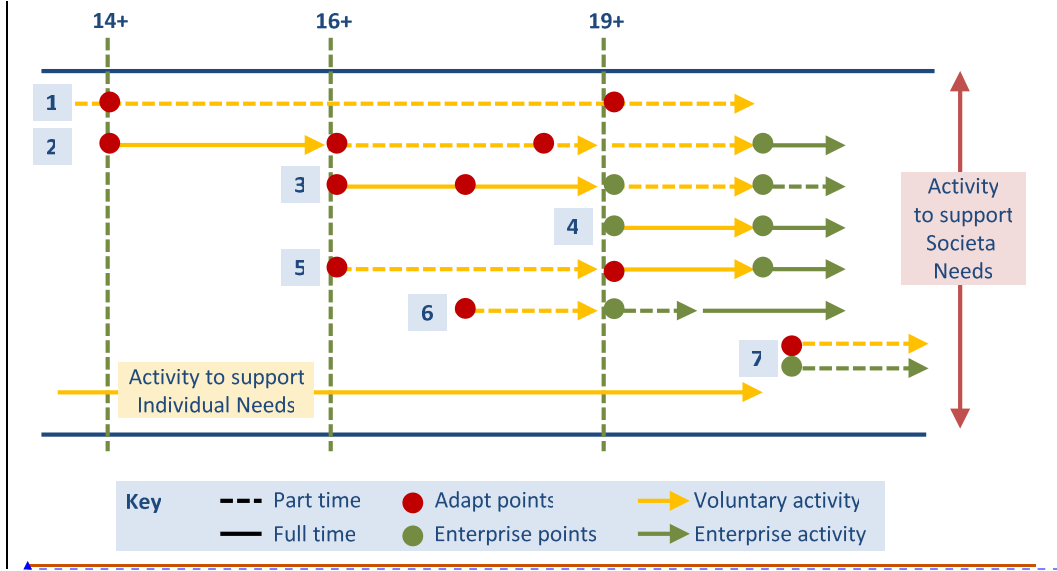 14+ 16+ 19+
1
2
3
4
5
6
7
Activity
to support
Societa
Needs
Activity to support
Individual Needs
Key Part time Adapt points Voluntary activity
Full time Enterprise points Enterprise activity